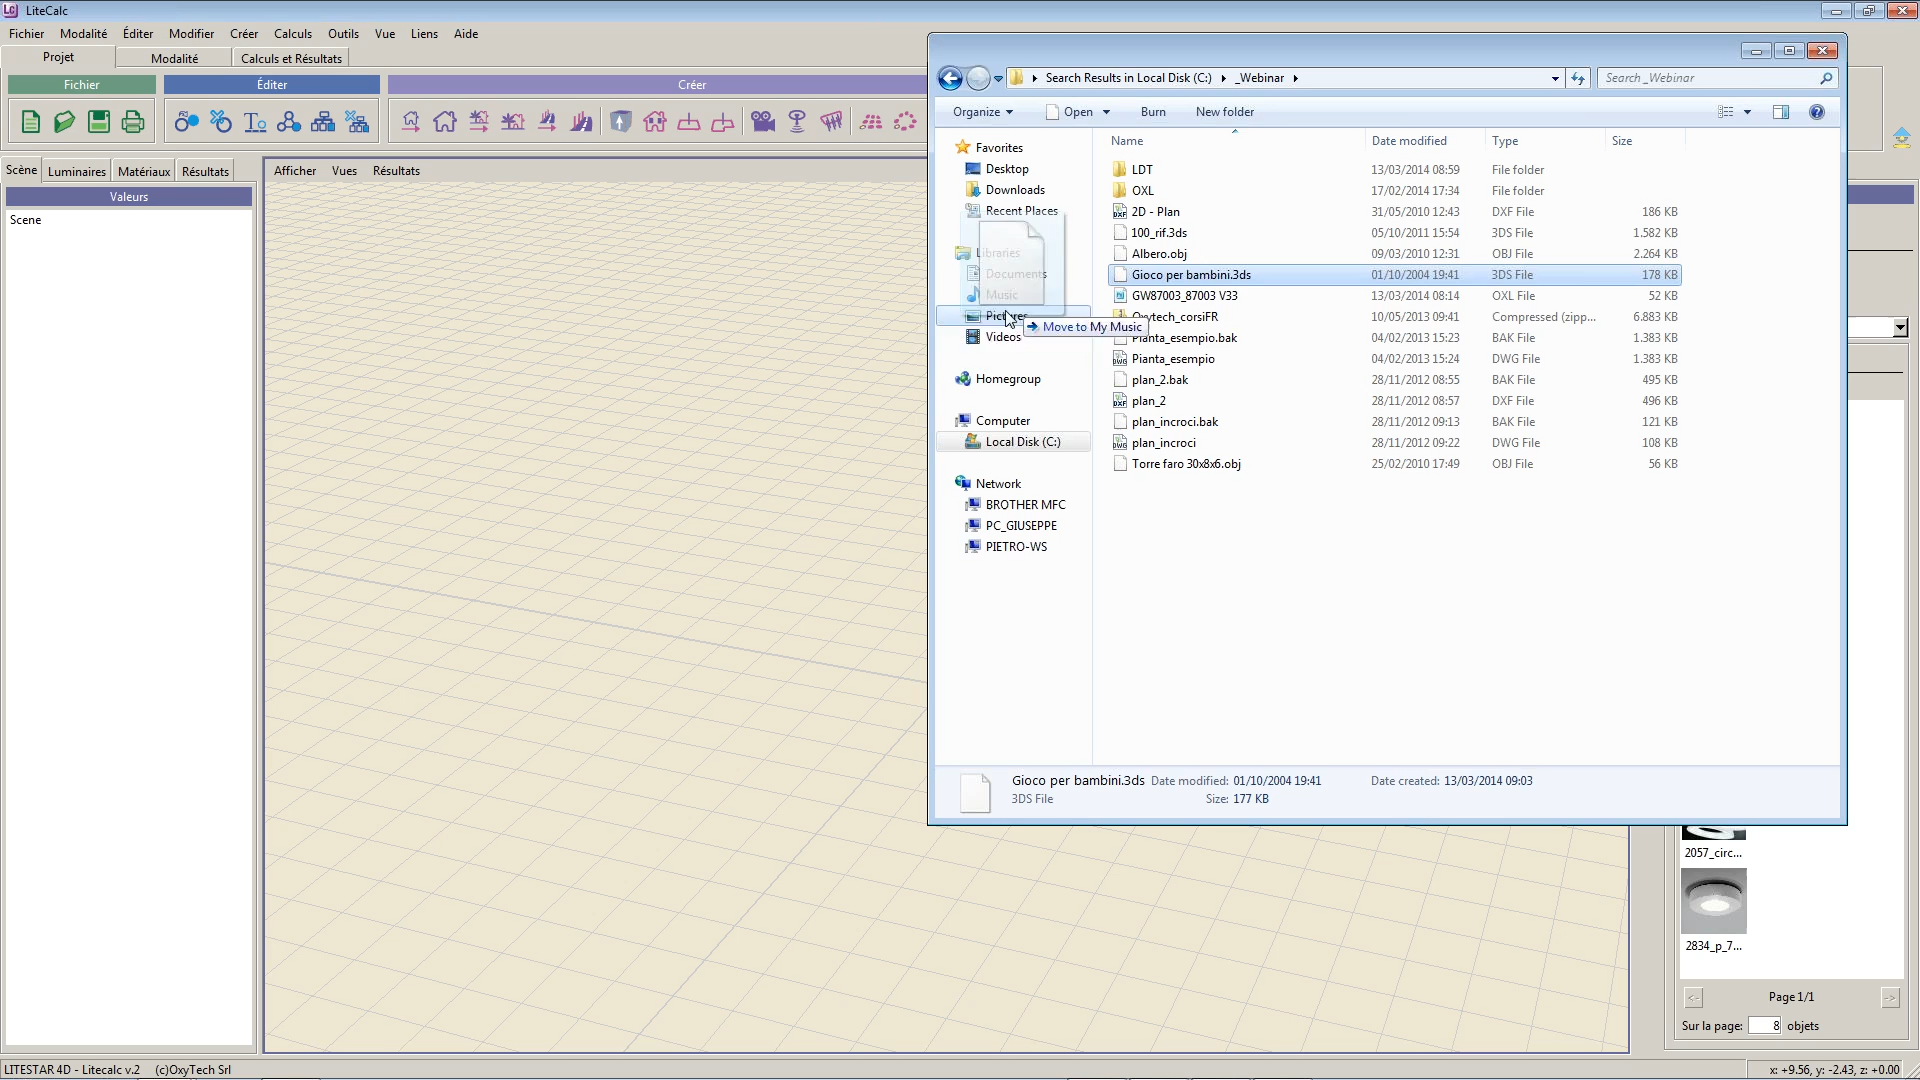 LiteCalc
Fichier Modalité Éditer Modifier Créer Calculs Outils Vue Liens Aide
Projet Modalité Calculs et Résultats
Fichier Éditer Créer
Scène Luminaires Matériaux Résultats
Valeurs
Scene
Afficher Vues Résultats
Search Results in Local Disk (C:) _Webinar
Search _Webinar
Organize Open Burn New folder
Name Date modified Type Size
Favorites
Desktop
Downloads
Recent Places
Libraries
Documents
Music
Pictures
Videos
Homegroup
Computer
Local Disk (C:)
Network
BROTHER MFC
PC_GIUSEPPE
PIETRO-WS
Move to My Music
LDT 13/03/2014 08:59 File folder
OXL 17/02/2014 17:34 File folder
2D - Plan 31/05/2010 12:43 DXF File 186 KB
100_rif.3ds 05/10/2011 15:54 3DS File 1.582 KB
Albero.obj 09/03/2010 12:31 OBJ File 2.264 KB
Gioco per bambini.3ds 01/10/2004 19:41 3DS File 178 KB
GW87003_87003 V33 13/03/2014 08:14 OXL File 52 KB
Oxytech_corsiFR 10/05/2013 09:41 Compressed (zipp... 6.883 KB
Pianta_esempio.bak 04/02/2013 15:23 BAK File 1.383 KB
Pianta_esempio 04/02/2013 15:24 DWG File 1.383 KB
plan_2.bak 28/11/2012 08:55 BAK File 495 KB
plan_2 28/11/2012 08:57 DXF File 496 KB
plan_incroci.bak 28/11/2012 09:13 BAK File 121 KB
plan_incroci 28/11/2012 09:22 DWG File 108 KB
Torre faro 30x8x6.obj 25/02/2010 17:49 OBJ File 56 KB
Gioco per bambini.3ds Date modified: 01/10/2004 19:41 Date created: 13/03/2014 09:03
3DS File Size: 177 KB
2057_circ...
2834_p_7...
<- Page 1/1 ->
Sur la page: 8 objets
LITESTAR 4D - Litecalc v.2 (c)OxyTech Srl
x: +9.56, y: -2.43, z: +0.00